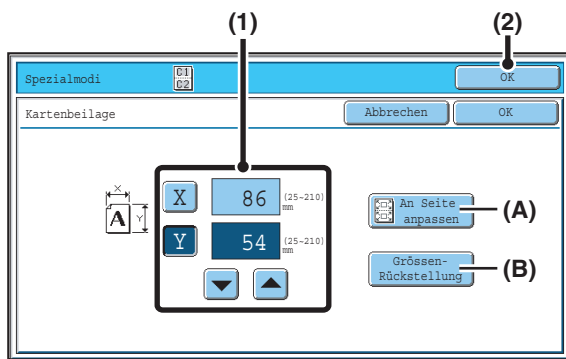 (1)
(2)
Spezialmodi
C1
C2
OK
Kartenbeilage
Abbrechen
OK
X
A
Y
X
86
(25~210)
mm
Y
54
(25~210)
mm
An Seite
anpassen
(A)
Grössen-
Rückstellung
(B)